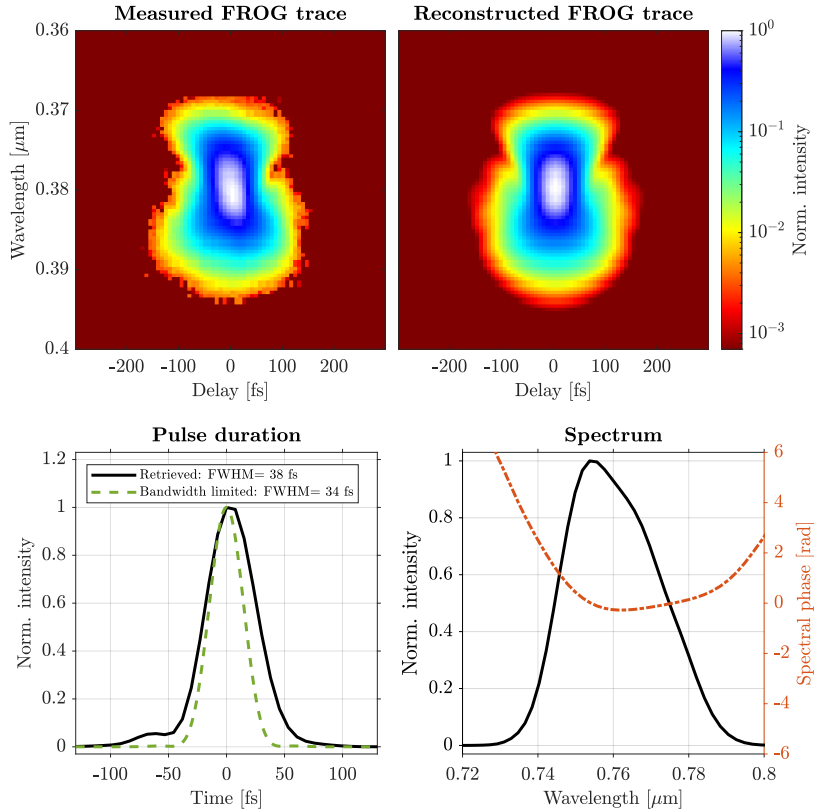 Measured FROG trace
Reconstructed FROG trace
0.36
0.37
0.38
0.39
0.4
Wavelength [μm]
-200 -100 0 100 200
Delay [fs]
-200 -100 0 100 200
Delay [fs]
10^0
10^-1
10^-2
10^-3
Norm. intensity
Pulse duration
1.2
1
0.8
0.6
0.4
0.2
0
Norm. intensity
Retrieved: FWHM= 38 fs
Bandwidth limited: FWHM= 34 fs
-100 -50 0 50 100
Time [fs]
Spectrum
1
0.8
0.6
0.4
0.2
0
Norm. intensity
6
4
2
0
-2
-4
-6
Spectral phase [rad]
0.72 0.74 0.76 0.78 0.8
Wavelength [μm]